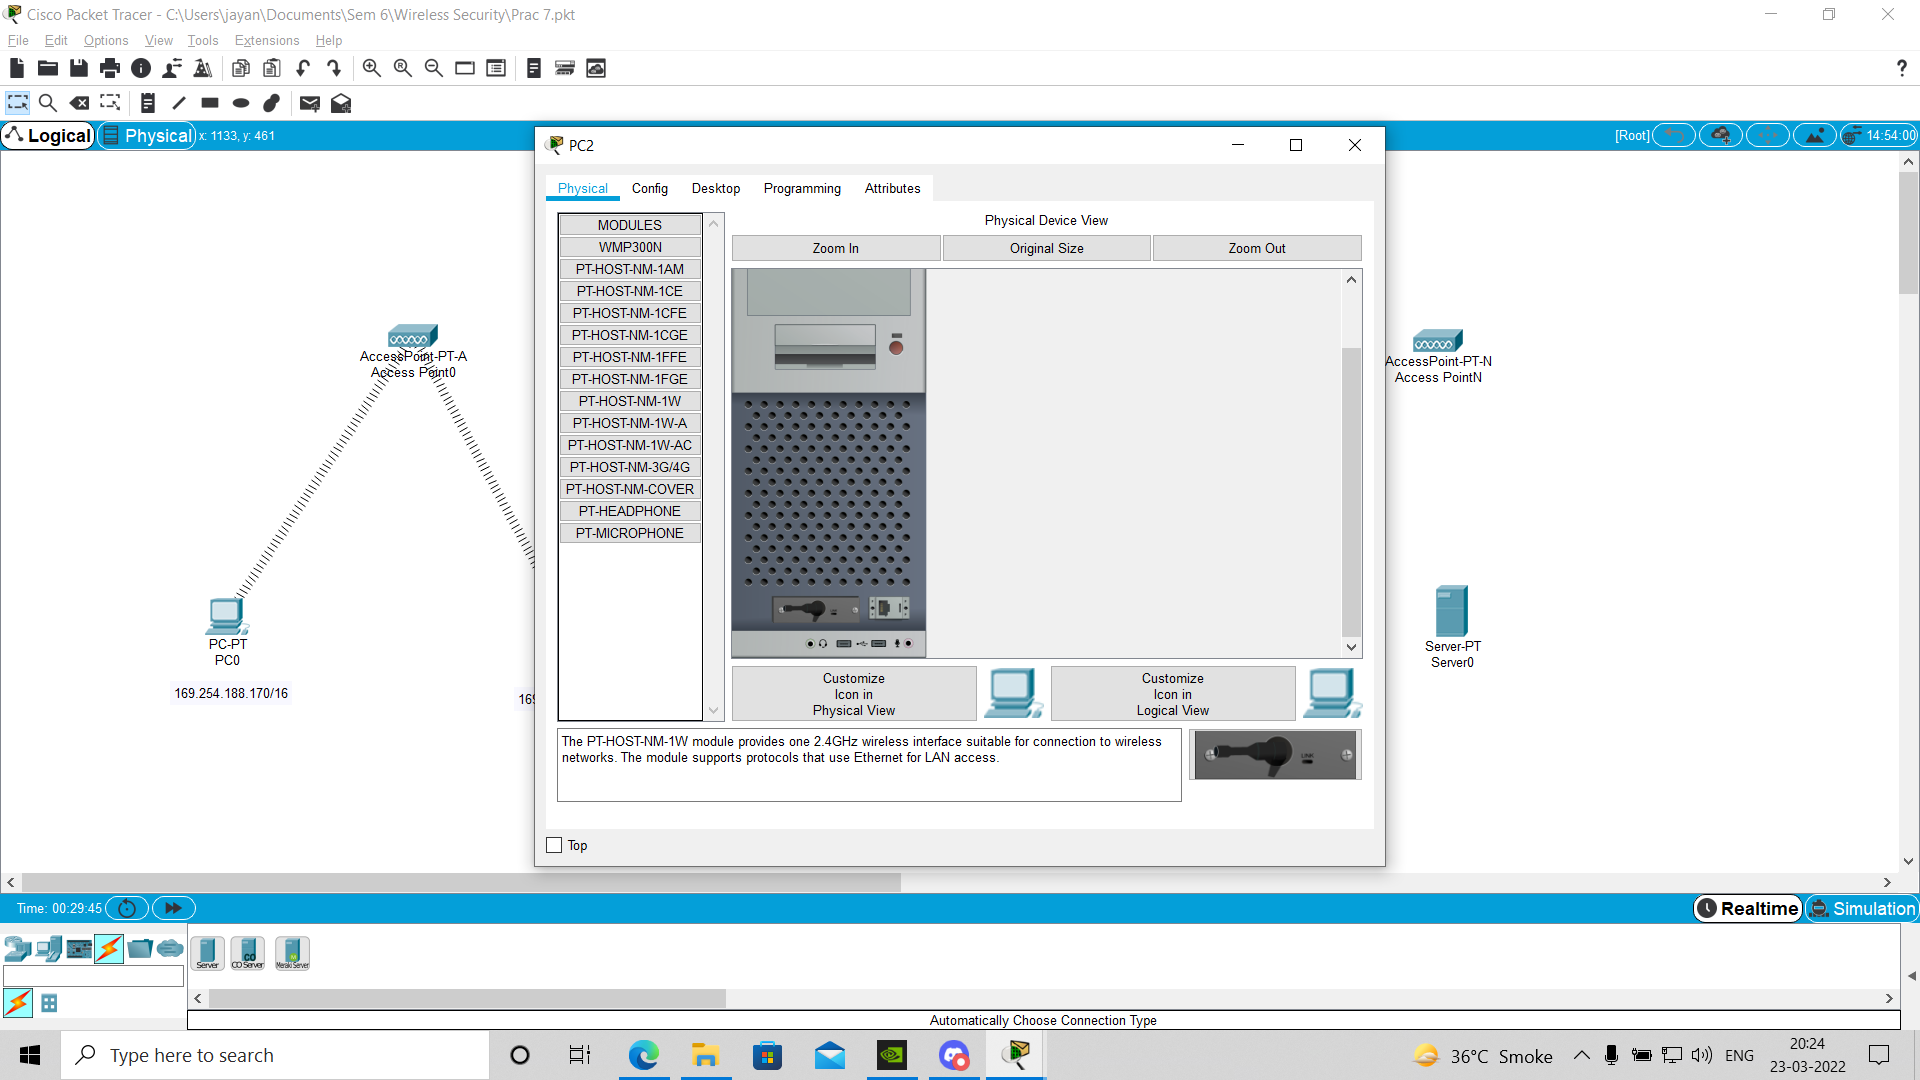 Cisco Packet Tracer - C:\Users\jayan\Documents\Sem 6\Wireless Security\Prac 7.pkt
File Edit Options View Tools Extensions Help
?
Logical Physical x: 1133, y: 461
[Root] 14:54:00
PC2
Physical Config Desktop Programming Attributes
MODULES
WMP300N
PT-HOST-NM-1AM
PT-HOST-NM-1CE
PT-HOST-NM-1CFE
PT-HOST-NM-1CGE
PT-HOST-NM-1FFE
PT-HOST-NM-1FGE
PT-HOST-NM-1W
PT-HOST-NM-1W-A
PT-HOST-NM-1W-AC
PT-HOST-NM-3G/4G
PT-HOST-NM-COVER
PT-HEADPHONE
PT-MICROPHONE
Physical Device View
Zoom In Original Size Zoom Out
Customize
Icon in
Physical View
Customize
Icon in
Logical View
The PT-HOST-NM-1W module provides one 2.4GHz wireless interface suitable for connection to wireless
networks. The module supports protocols that use Ethernet for LAN access.
LINK
Top
AccessPoint-PT-A
Access Point0
PC-PT
PC0
169.254.188.170/16
169
AccessPoint-PT-N
Access PointN
Server-PT
Server0
Time: 00:29:45
Realtime Simulation
Server
CO
CO Server
M
Meraki Server
Automatically Choose Connection Type
Type here to search
36°C Smoke
ENG
20:24
23-03-2022